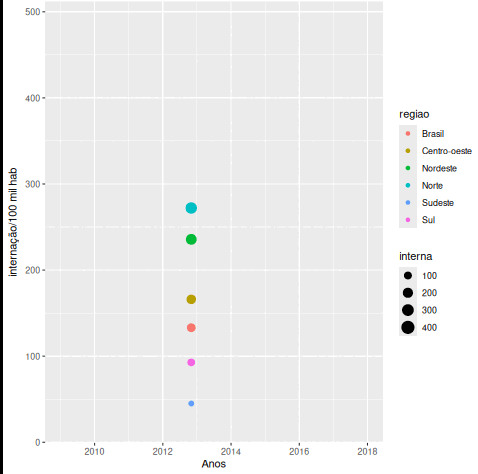 500
400
300
200
100
0
internação/100 mil hab
2010 2012 2014 2016 2018
Anos
regiao
Brasil
Centro-oeste
Nordeste
Norte
Sudeste
Sul
interna
100
200
300
400